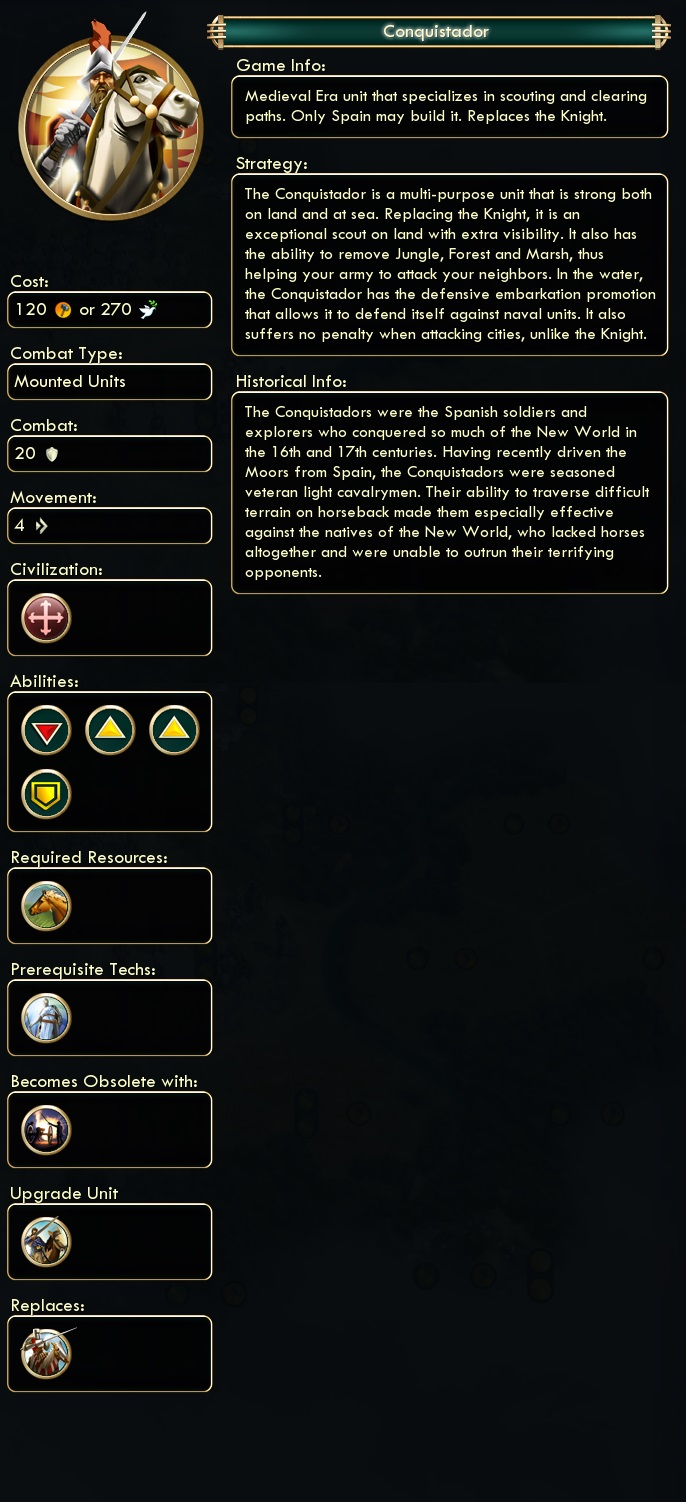 Conquistador
Game Info:
Medieval Era unit that specializes in scouting and clearing
paths. Only Spain may build it. Replaces the Knight.
Strategy:
The Conquistador is a multi-purpose unit that is strong both
on land and at sea. Replacing the Knight, it is an
exceptional scout on land with extra visibility. It also has
the ability to remove Jungle, Forest and Marsh, thus
helping your army to attack your neighbors. In the water,
the Conquistador has the defensive embarkation promotion
that allows it to defend itself against naval units. It also
suffers no penalty when attacking cities, unlike the Knight.
Historical Info:
The Conquistadors were the Spanish soldiers and
explorers who conquered so much of the New World in
the 16th and 17th centuries. Having recently driven the
Moors from Spain, the Conquistadors were seasoned
veteran light cavalrymen. Their ability to traverse difficult
terrain on horseback made them especially effective
against the natives of the New World, who lacked horses
altogether and were unable to outrun their terrifying
opponents.
Cost:
120 or 270
Combat Type:
Mounted Units
Combat:
20
Movement:
4
Civilization:
Abilities:
Required Resources:
Prerequisite Techs:
Becomes Obsolete with:
Upgrade Unit
Replaces: